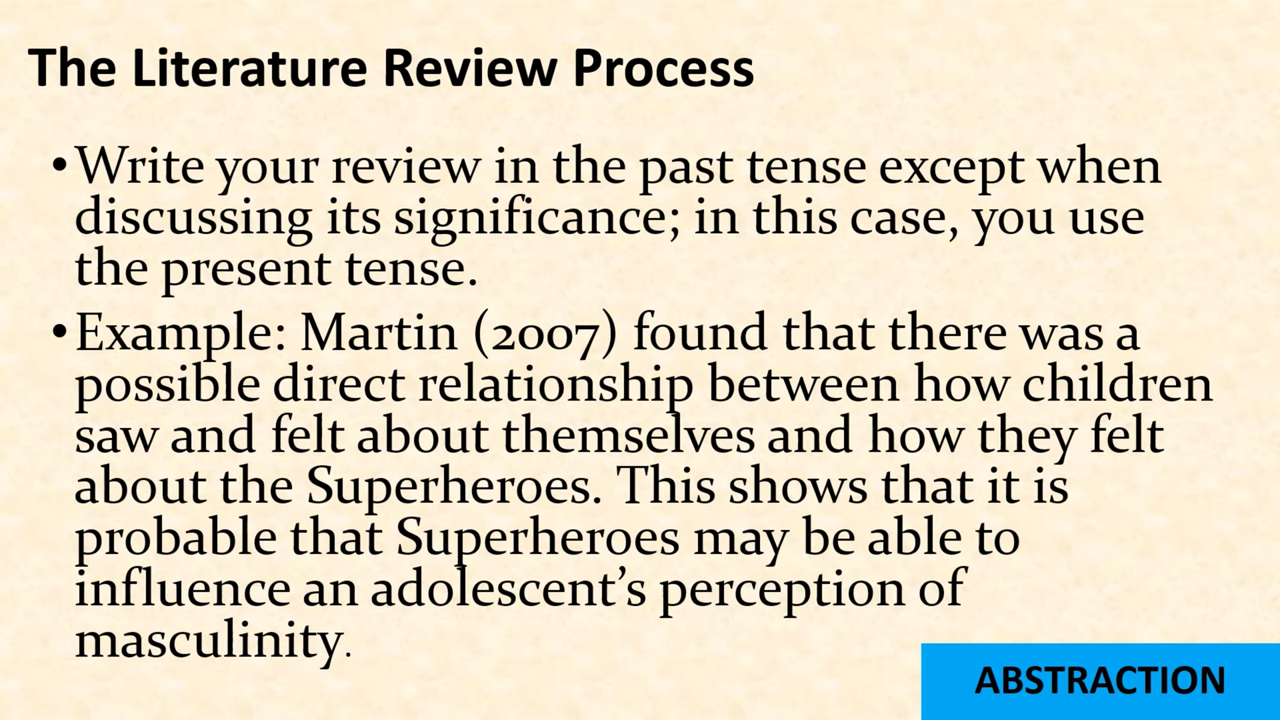 The Literature Review Process
•Write your review in the past tense except when
discussing its significance; in this case, you use
the present tense.
•Example: Martin (2007) found that there was a
possible direct relationship between how children
saw and felt about themselves and how they felt
about the Superheroes. This shows that it is
probable that Superheroes may be able to
influence an adolescent’s perception of
masculinity.
ABSTRACTION